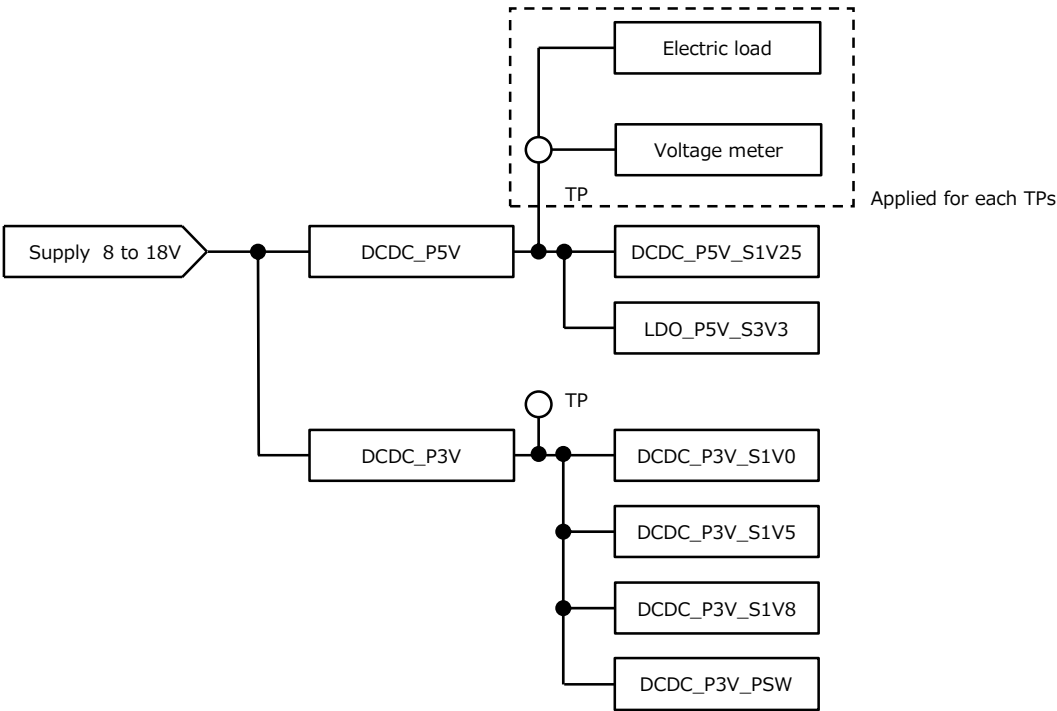 Electric load
Voltage meter
TP
Applied for each TPs
Supply 8 to 18V
DCDC_P5V
DCDC_P5V_S1V25
LDO_P5V_S3V3
TP
DCDC_P3V
DCDC_P3V_S1V0
DCDC_P3V_S1V5
DCDC_P3V_S1V8
DCDC_P3V_PSW